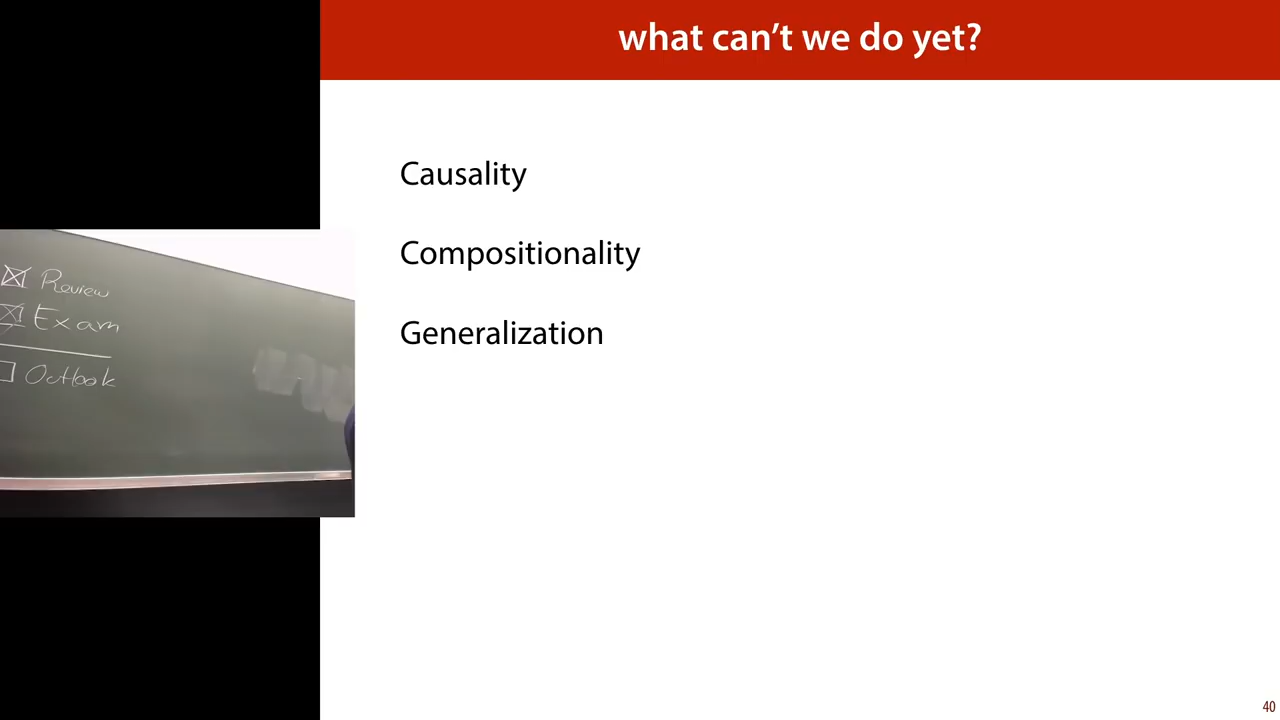 what can't we do yet?
Causality
Compositionality
Generalization
Review
Exam
Outlook
40